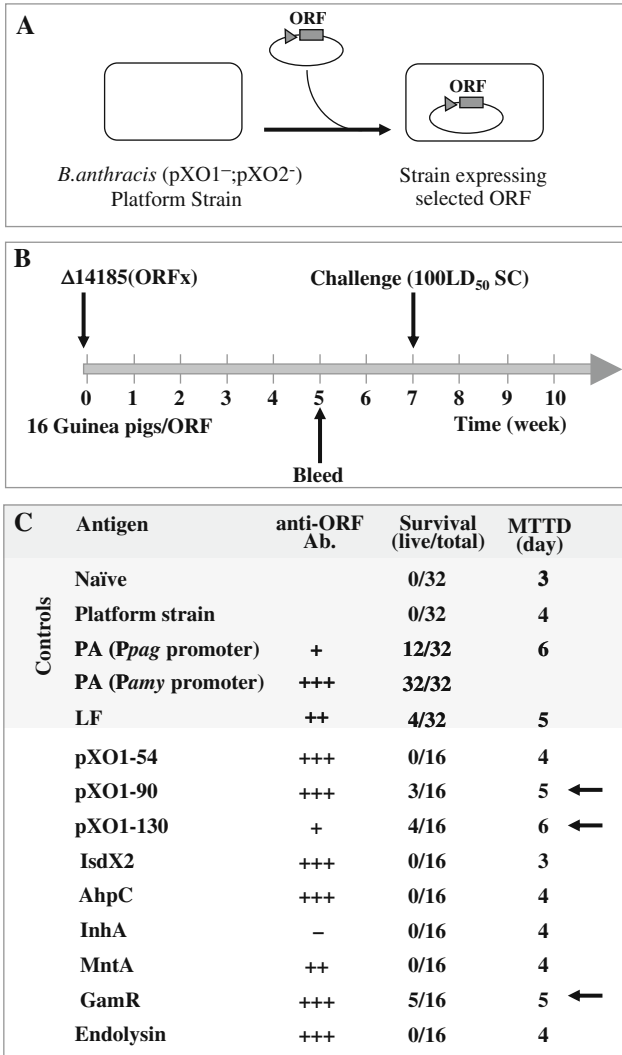 A
ORF
ORF
B.anthracis (pXO1⁻;pXO2⁻)
Platform Strain
Strain expressing
selected ORF
B
Δ14185(ORFx)
Challenge (100LD₅₀ SC)
0 1 2 3 4 5 6 7 8 9 10
16 Guinea pigs/ORF
Time (week)
Bleed
C Antigen anti-ORF Survival MTTD
Ab. (live/total) (day)
Controls
Naïve 0/32 3
Platform strain 0/32 4
PA (Ppag promoter) + 12/32 6
PA (Pamy promoter) +++ 32/32
LF ++ 4/32 5
pXO1-54 +++ 0/16 4
pXO1-90 +++ 3/16 5
pXO1-130 + 4/16 6
IsdX2 +++ 0/16 3
AhpC +++ 0/16 4
InhA – 0/16 4
MntA ++ 0/16 4
GamR +++ 5/16 5
Endolysin +++ 0/16 4